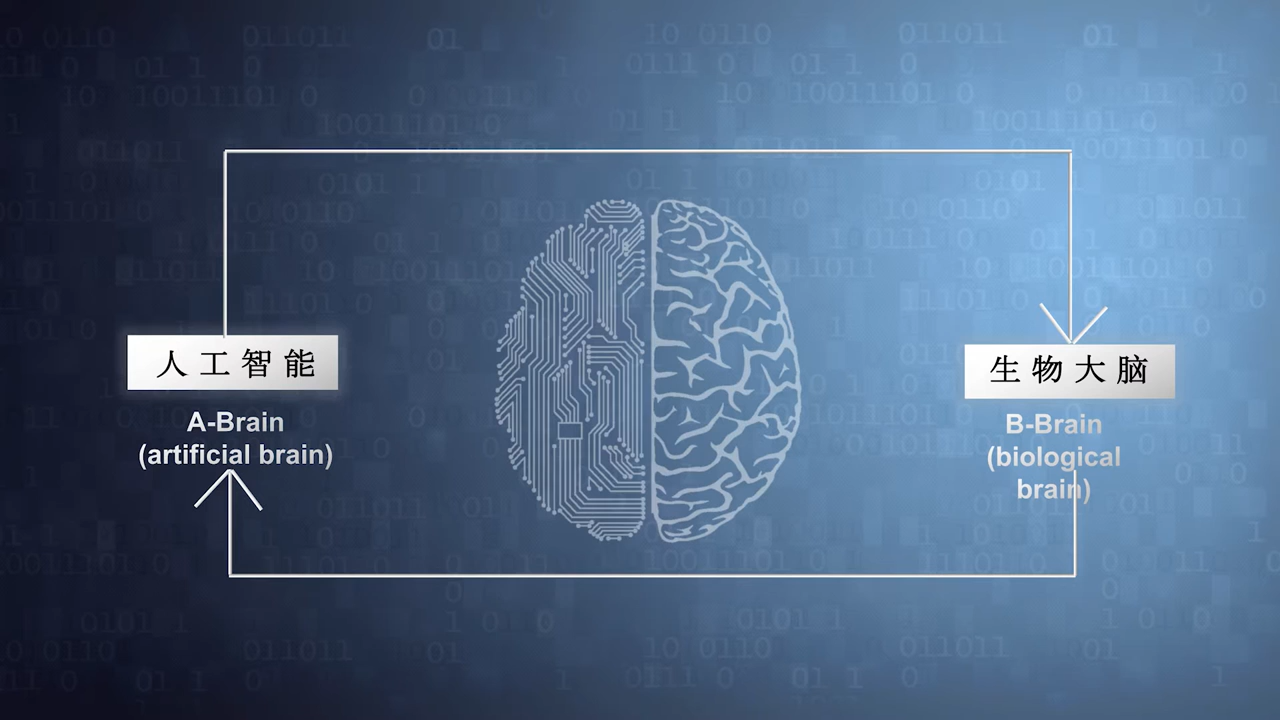 人工智能
A-Brain
(artificial brain)
生物大脑
B-Brain
(biological
brain)